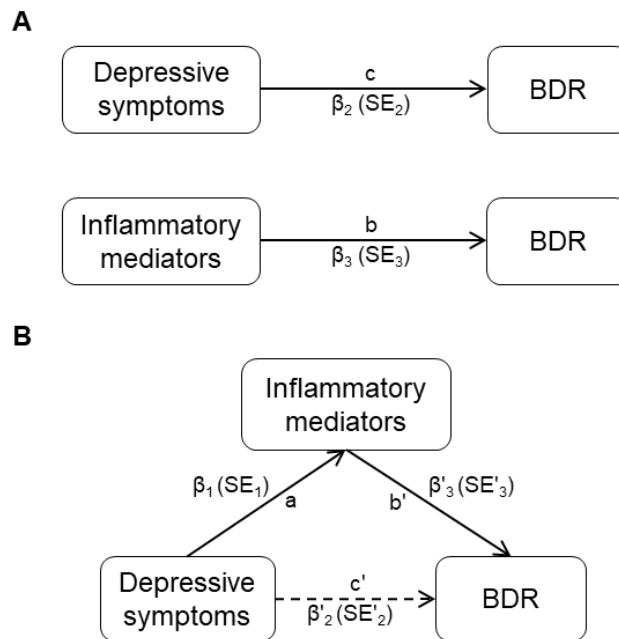 A
Depressive
symptoms
c
β₂ (SE₂)
BDR
Inflammatory
mediators
b
β₃ (SE₃)
BDR
B
Inflammatory
mediators
β₁ (SE₁)
a
β'₃ (SE'₃)
b'
Depressive
symptoms
c'
β'₂ (SE'₂)
BDR